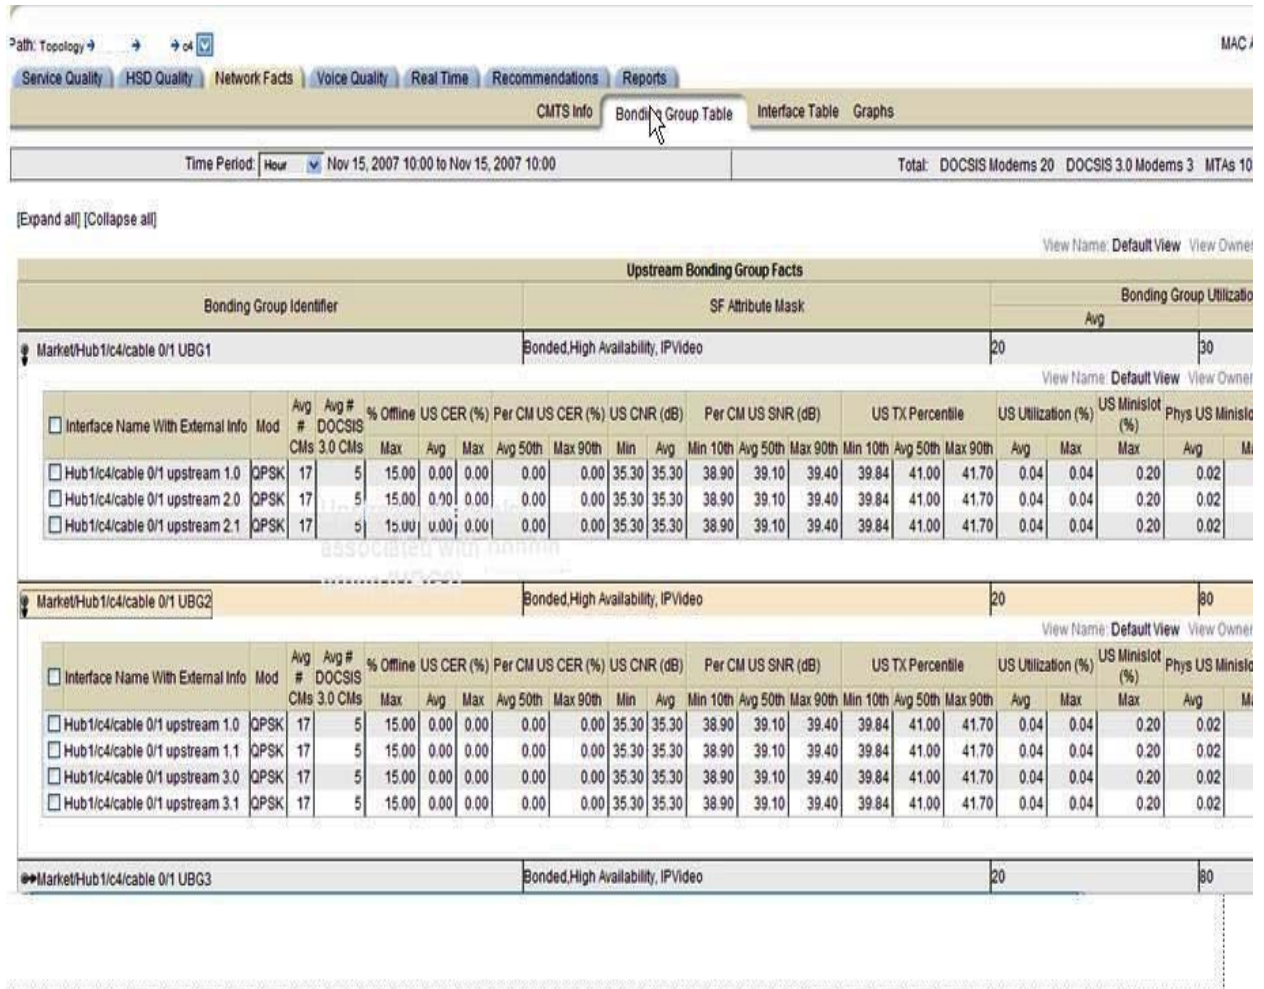 Path: Topology c4
MAC A
Service Quality HSD Quality Network Facts Voice Quality Real Time Recommendations Reports
CMTS Info Bonding Group Table Interface Table Graphs
Time Period: Hour Nov 15, 2007 10:00 to Nov 15, 2007 10:00 Total: DOCSIS Modems 20 DOCSIS 3.0 Modems 3 MTAs 10
[Expand all] [Collapse all]
View Name: Default View View Owner
Upstream Bonding Group Facts
Bonding Group Identifier SF Attribute Mask Bonding Group Utilizatio
Avg
Market/Hub1/c4/cable 0/1 UBG1 Bonded,High Availability, IPVideo 20 30
View Name: Default View View Owner
Interface Name With External Info Mod Avg # CMs Avg # DOCSIS 3.0 CMs % Offline US CER (%) Per CM US CER (%) US CNR (dB) Per CM US SNR (dB) US TX Percentile US Utilization (%) US Minislot (%) Phys US Minislo
Max Avg Max Avg 50th Max 90th Min Avg Min 10th Avg 50th Max 90th Min 10th Avg 50th Max 90th Avg Max Max Avg Ma
Hub1/c4/cable 0/1 upstream 1.0 QPSK 17 5 15.00 0.00 0.00 0.00 0.00 35.30 35.30 38.90 39.10 39.40 39.84 41.00 41.70 0.04 0.04 0.20 0.02
Hub1/c4/cable 0/1 upstream 2.0 QPSK 17 5 15.00 0.00 0.00 0.00 0.00 35.30 35.30 38.90 39.10 39.40 39.84 41.00 41.70 0.04 0.04 0.20 0.02
Hub1/c4/cable 0/1 upstream 2.1 QPSK 17 5 15.00 0.00 0.00 0.00 0.00 35.30 35.30 38.90 39.10 39.40 39.84 41.00 41.70 0.04 0.04 0.20 0.02
associated with
Market/Hub1/c4/cable 0/1 UBG2 Bonded,High Availability, IPVideo 20 80
View Name: Default View View Owner
Interface Name With External Info Mod Avg # CMs Avg # DOCSIS 3.0 CMs % Offline US CER (%) Per CM US CER (%) US CNR (dB) Per CM US SNR (dB) US TX Percentile US Utilization (%) US Minislot (%) Phys US Minislo
Max Avg Max Avg 50th Max 90th Min Avg Min 10th Avg 50th Max 90th Min 10th Avg 50th Max 90th Avg Max Max Avg Ma
Hub1/c4/cable 0/1 upstream 1.0 QPSK 17 5 15.00 0.00 0.00 0.00 0.00 35.30 35.30 38.90 39.10 39.40 39.84 41.00 41.70 0.04 0.04 0.20 0.02
Hub1/c4/cable 0/1 upstream 1.1 QPSK 17 5 15.00 0.00 0.00 0.00 0.00 35.30 35.30 38.90 39.10 39.40 39.84 41.00 41.70 0.04 0.04 0.20 0.02
Hub1/c4/cable 0/1 upstream 3.0 QPSK 17 5 15.00 0.00 0.00 0.00 0.00 35.30 35.30 38.90 39.10 39.40 39.84 41.00 41.70 0.04 0.04 0.20 0.02
Hub1/c4/cable 0/1 upstream 3.1 QPSK 17 5 15.00 0.00 0.00 0.00 0.00 35.30 35.30 38.90 39.10 39.40 39.84 41.00 41.70 0.04 0.04 0.20 0.02
Market/Hub1/c4/cable 0/1 UBG3 Bonded,High Availability, IPVideo 20 80